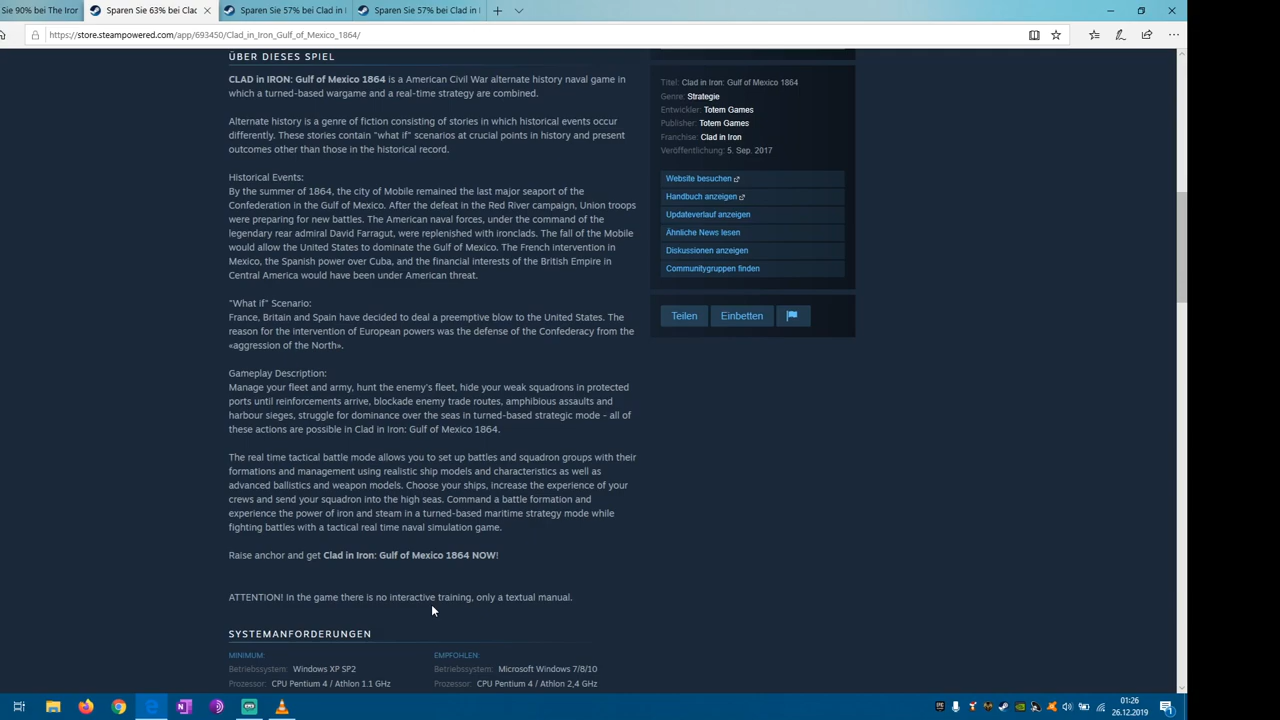 Sie 90% bei The Iron
Sparen Sie 63% bei Clad
Sparen Sie 57% bei Clad in I
Sparen Sie 57% bei Clad in I
https://store.steampowered.com/app/693450/Clad_in_Iron_Gulf_of_Mexico_1864/
ÜBER DIESES SPIEL
CLAD in IRON: Gulf of Mexico 1864 is a American Civil War alternate history naval game in
which a turned-based wargame and a real-time strategy are combined.
Alternate history is a genre of fiction consisting of stories in which historical events occur
differently. These stories contain "what if" scenarios at crucial points in history and present
outcomes other than those in the historical record.
Historical Events:
By the summer of 1864, the city of Mobile remained the last major seaport of the
Confederation in the Gulf of Mexico. After the defeat in the Red River campaign, Union troops
were preparing for new battles. The American naval forces, under the command of the
legendary rear admiral David Farragut, were replenished with ironclads. The fall of the Mobile
would allow the United States to dominate the Gulf of Mexico. The French intervention in
Mexico, the Spanish power over Cuba, and the financial interests of the British Empire in
Central America would have been under American threat.
"What if" Scenario:
France, Britain and Spain have decided to deal a preemptive blow to the United States. The
reason for the intervention of European powers was the defense of the Confederacy from the
«aggression of the North».
Gameplay Description:
Manage your fleet and army, hunt the enemy's fleet, hide your weak squadrons in protected
ports until reinforcements arrive, blockade enemy trade routes, amphibious assaults and
harbour sieges, struggle for dominance over the seas in turned-based strategic mode - all of
these actions are possible in Clad in Iron: Gulf of Mexico 1864.
The real time tactical battle mode allows you to set up battles and squadron groups with their
formations and management using realistic ship models and characteristics as well as
advanced ballistics and weapon models. Choose your ships, increase the experience of your
crews and send your squadron into the high seas. Command a battle formation and
experience the power of iron and steam in a turned-based maritime strategy mode while
fighting battles with a tactical real time naval simulation game.
Raise anchor and get Clad in Iron: Gulf of Mexico 1864 NOW!
ATTENTION! In the game there is no interactive training, only a textual manual.
SYSTEMANFORDERUNGEN
MINIMUM:
Betriebssystem: Windows XP SP2
Prozessor: CPU Pentium 4 / Athlon 1.1 GHz
EMPFOHLEN:
Betriebssystem: Microsoft Windows 7/8/10
Prozessor: CPU Pentium 4 / Athlon 2,4 GHz
Titel: Clad in Iron: Gulf of Mexico 1864
Genre: Strategie
Entwickler: Totem Games
Publisher: Totem Games
Franchise: Clad in Iron
Veröffentlichung: 5. Sep. 2017
Website besuchen
Handbuch anzeigen
Updateverlauf anzeigen
Ähnliche News lesen
Diskussionen anzeigen
Communitygruppen finden
Teilen
Einbetten
01:26
26.12.2019